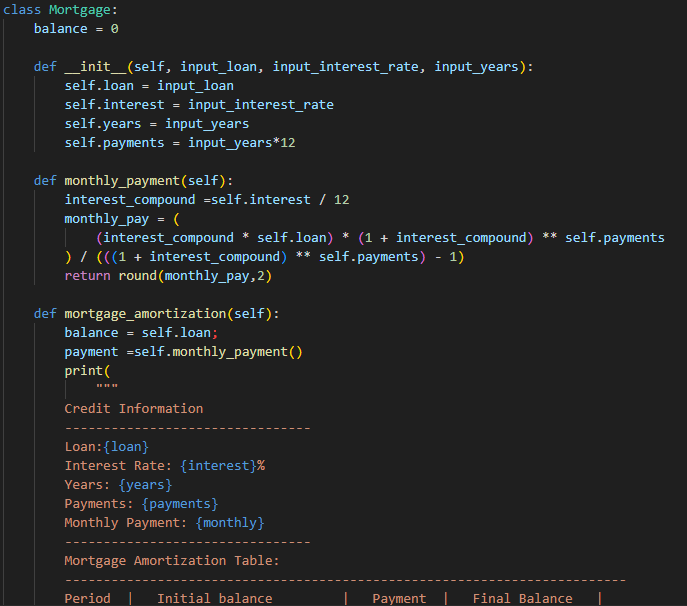 class Mortgage:
    balance = 0

    def __init__(self, input_loan, input_interest_rate, input_years):
        self.loan = input_loan
        self.interest = input_interest_rate
        self.years = input_years
        self.payments = input_years*12

    def monthly_payment(self):
        interest_compound =self.interest / 12
        monthly_pay = (
            (interest_compound * self.loan) * (1 + interest_compound) ** self.payments
        ) / (((1 + interest_compound) ** self.payments) - 1)
        return round(monthly_pay,2)

    def mortgage_amortization(self):
        balance = self.loan;
        payment =self.monthly_payment()
        print(
            """
        Credit Information
        --------------------------------
        Loan:{loan}
        Interest Rate: {interest}%
        Years: {years}
        Payments: {payments}
        Monthly Payment: {monthly}
        --------------------------------
        Mortgage Amortization Table:
        -------------------------------------------------------------------------
        Period  |   Initial balance         |   Payment  |   Final Balance   |